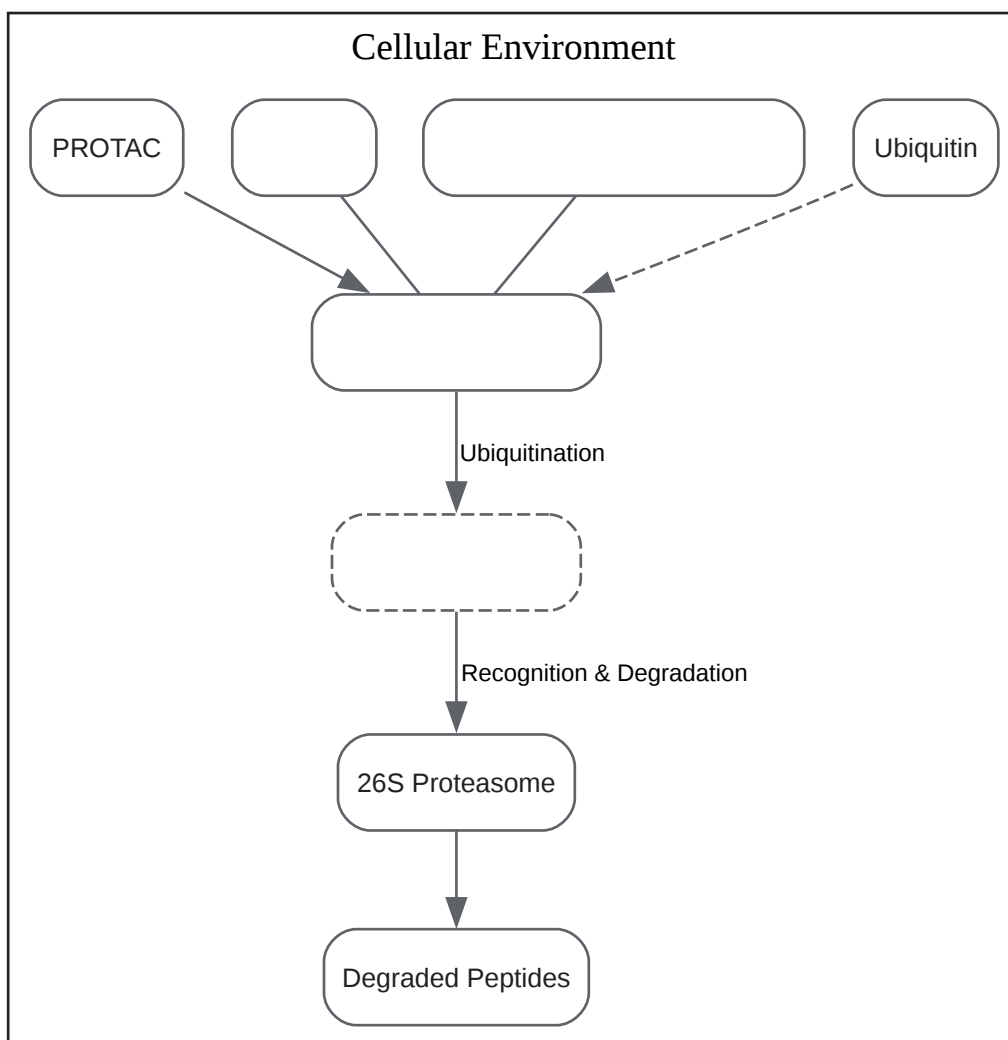 Cellular Environment
PROTAC
Ubiquitin
Ubiquitination
Recognition & Degradation
26S Proteasome
Degraded Peptides